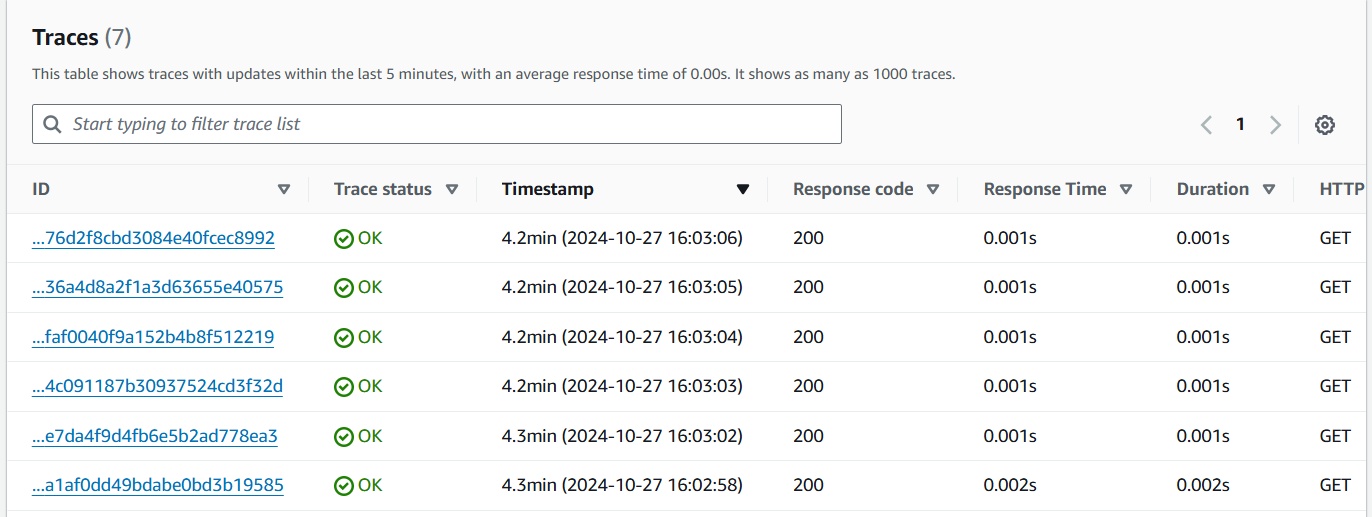 Traces (7)
This table shows traces with updates within the last 5 minutes, with an average response time of 0.00s. It shows as many as 1000 traces.
Start typing to filter trace list
1
ID Trace status Timestamp Response code Response Time Duration HTTP
...76d2f8cbd3084e40fcec8992 OK 4.2min (2024-10-27 16:03:06) 200 0.001s 0.001s GET
...36a4d8a2f1a3d63655e40575 OK 4.2min (2024-10-27 16:03:05) 200 0.001s 0.001s GET
...faf0040f9a152b4b8f512219 OK 4.2min (2024-10-27 16:03:04) 200 0.001s 0.001s GET
...4c091187b30937524cd3f32d OK 4.2min (2024-10-27 16:03:03) 200 0.001s 0.001s GET
...e7da4f9d4fb6e5b2ad778ea3 OK 4.3min (2024-10-27 16:03:02) 200 0.001s 0.001s GET
...a1af0dd49bdabe0bd3b19585 OK 4.3min (2024-10-27 16:02:58) 200 0.002s 0.002s GET